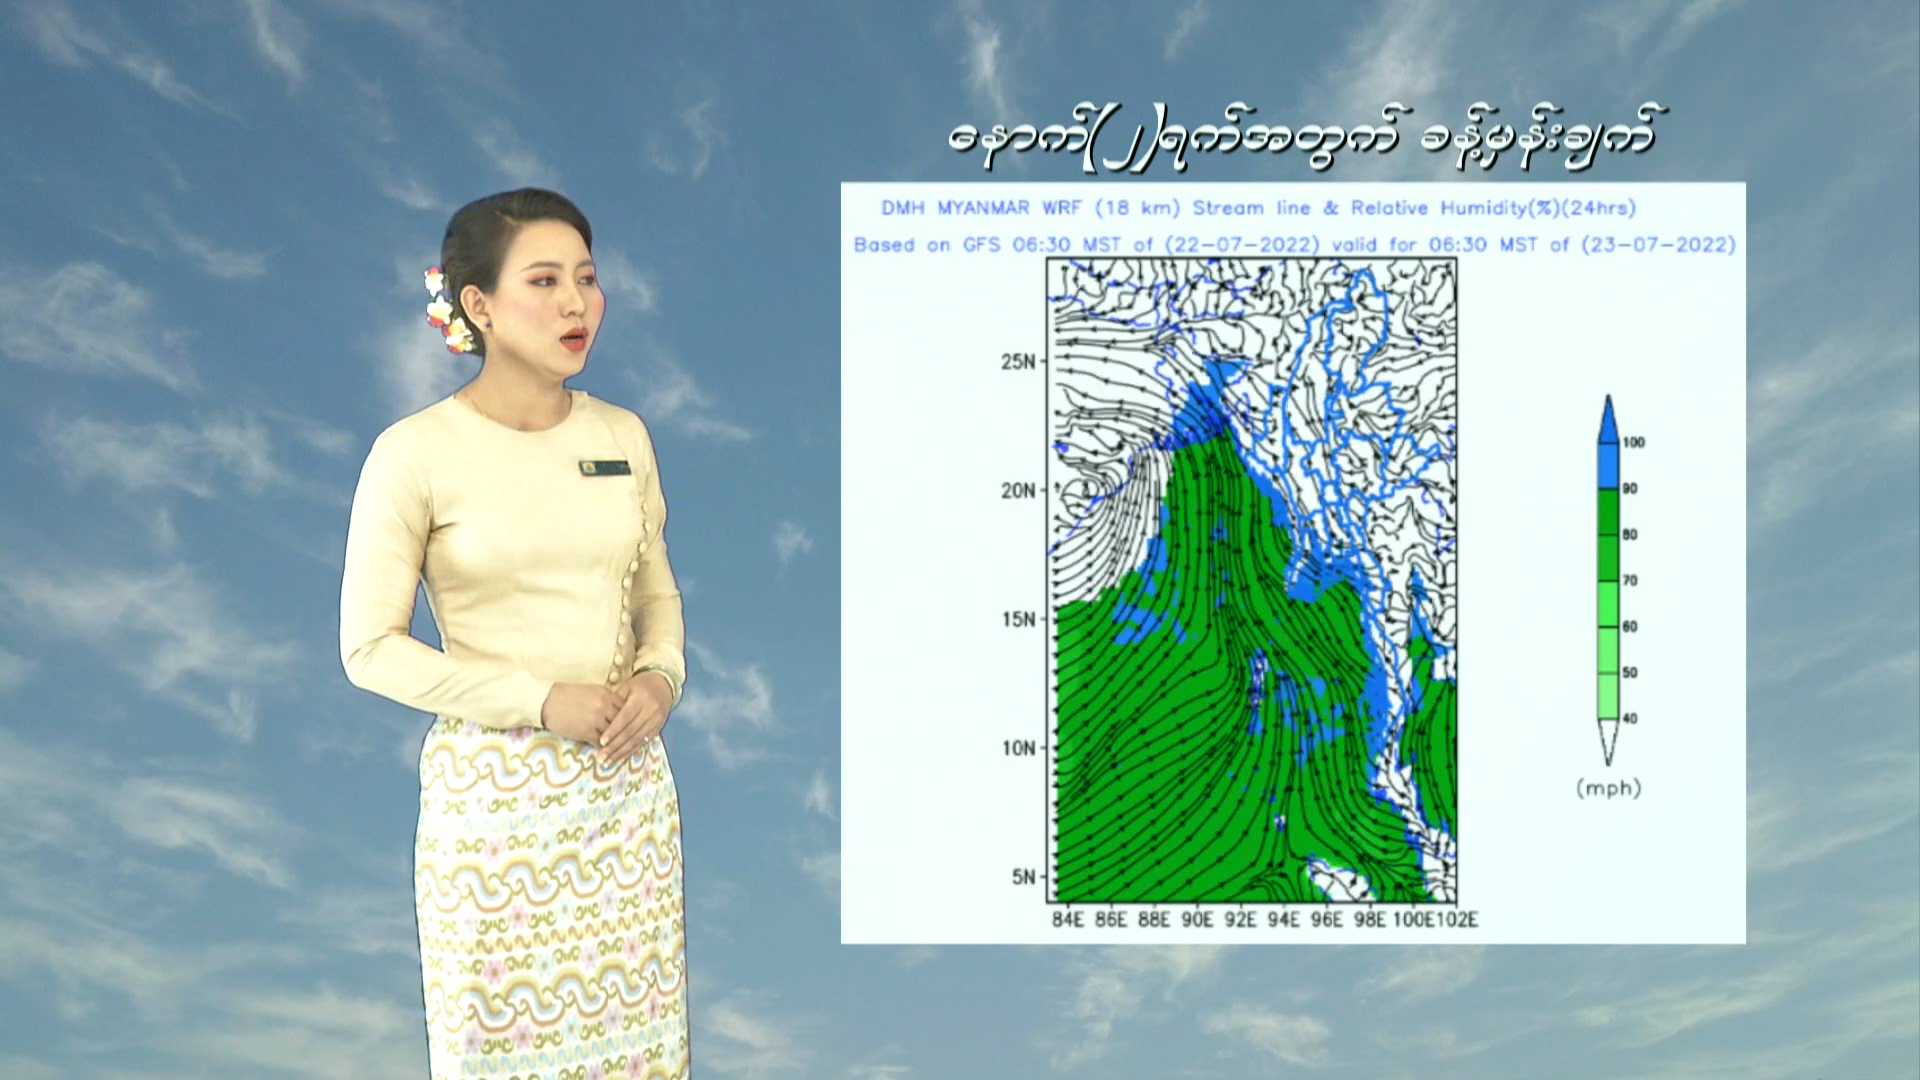 နောက်(၂)ရက်အတွက် ခန့်မှန်းချက်
DMH MYANMAR WRF (18 km) Stream line & Relative Humidity(%)(24hrs)
Based on GFS 06:30 MST of (22-07-2022) valid for 06:30 MST of (23-07-2022)
25N
20N
15N
10N
5N
84E 86E 88E 90E 92E 94E 96E 98E 100E 102E
100
90
80
70
60
50
40
(mph)